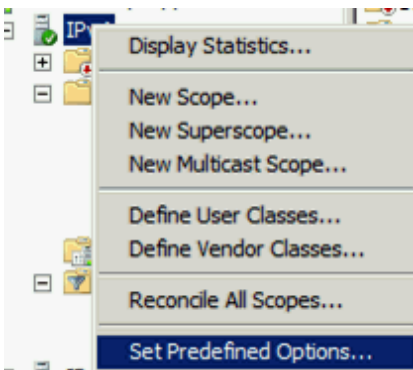 IPv
Display Statistics...
New Scope...
New Superscope...
New Multicast Scope...
Define User Classes...
Define Vendor Classes...
Reconcile All Scopes...
Set Predefined Options...